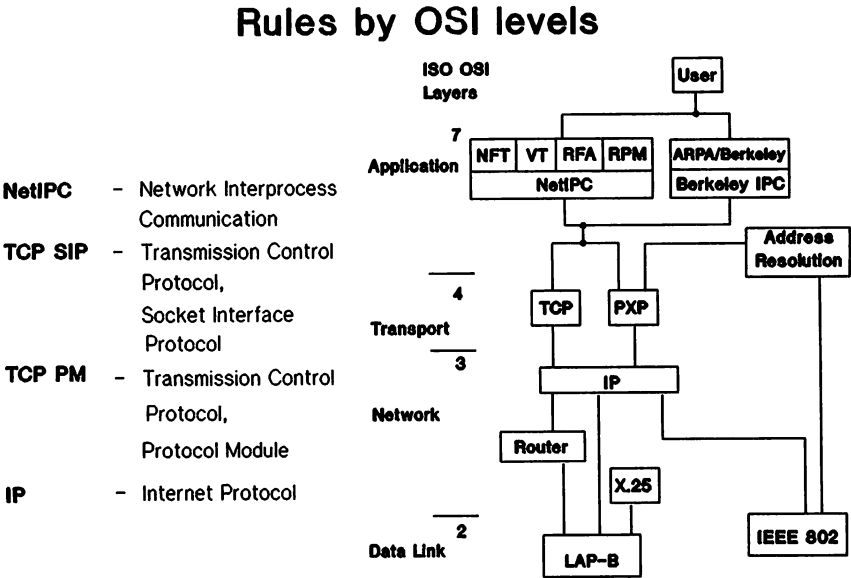 Rules by OSI levels
NetIPC - Network Interprocess
Communication
TCP SIP - Transmission Control
Protocol,
Socket Interface
Protocol
TCP PM - Transmission Control
Protocol,
Protocol Module
IP - Internet Protocol
ISO OSI
Layers
7
Application
4
Transport
3
Network
2
Data Link
User
NFT VT RFA RPM
NetIPC
ARPA/Berkeley
Berkeley IPC
Address
Resolution
TCP
PXP
IP
Router
X.25
LAP-B
IEEE 802